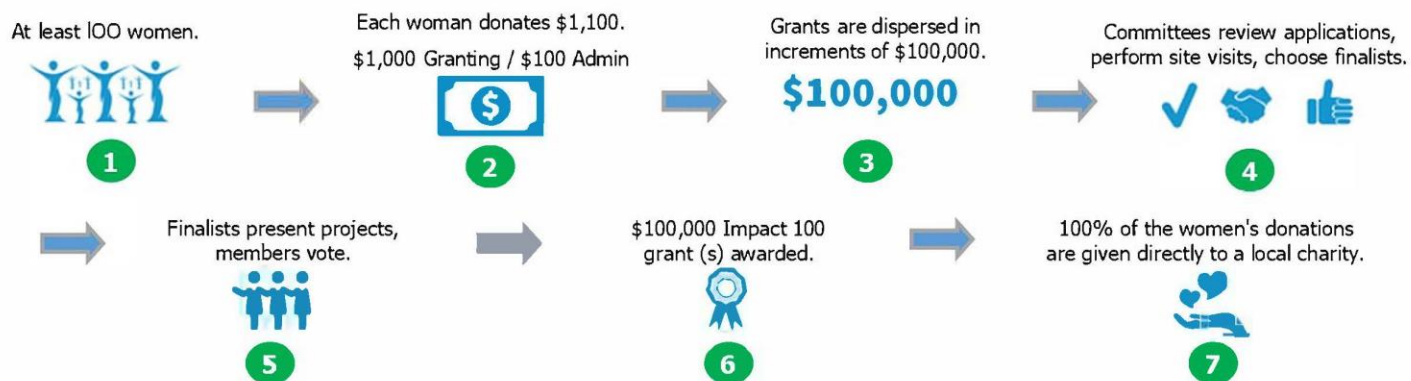 At least lOO women.
1
Each woman donates $1,100.
$1,000 Granting / $100 Admin
$
2
Grants are dispersed in
increments of $100,000.
$100,000
3
Committees review applications,
perform site visits, choose finalists.
4
Finalists present projects,
members vote.
5
$100,000 Impact 100
grant (s) awarded.
6
100% of the women's donations
are given directly to a local charity.
7